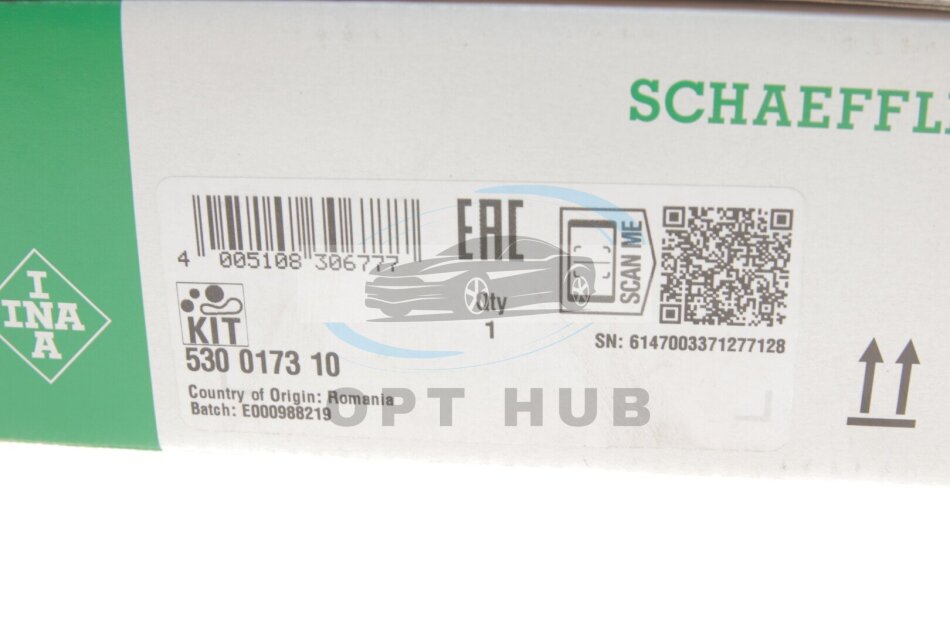 SCHAEFFL
I
INA
A
4 005108 306777
EAC
SCAN ME
Qty
1
KIT
SN: 6147003371277128
530 0173 10
Country of Origin: Romania
Batch: E000988219
OPT HUB